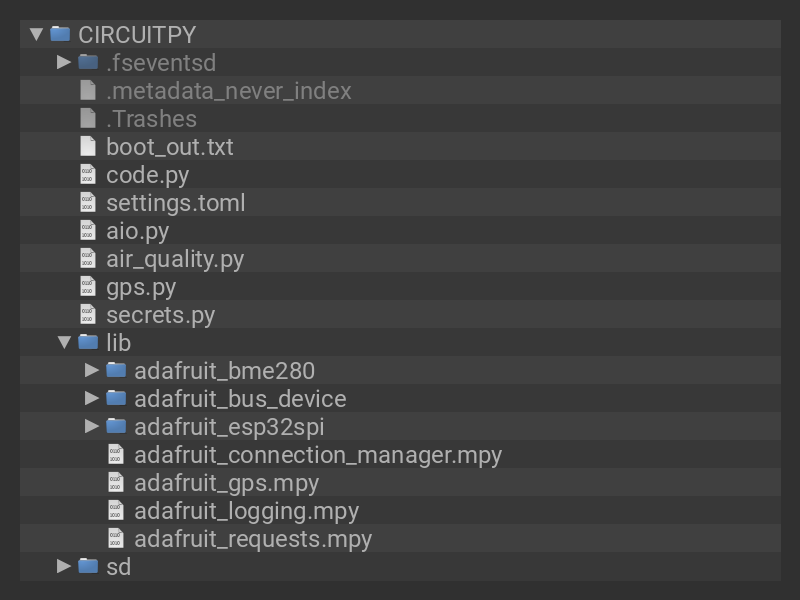 CIRCUITPY
.fseventsd
.metadata_never_index
.Trashes
boot_out.txt
code.py
settings.toml
aio.py
air_quality.py
gps.py
secrets.py
lib
adafruit_bme280
adafruit_bus_device
adafruit_esp32spi
adafruit_connection_manager.mpy
adafruit_gps.mpy
adafruit_logging.mpy
adafruit_requests.mpy
sd